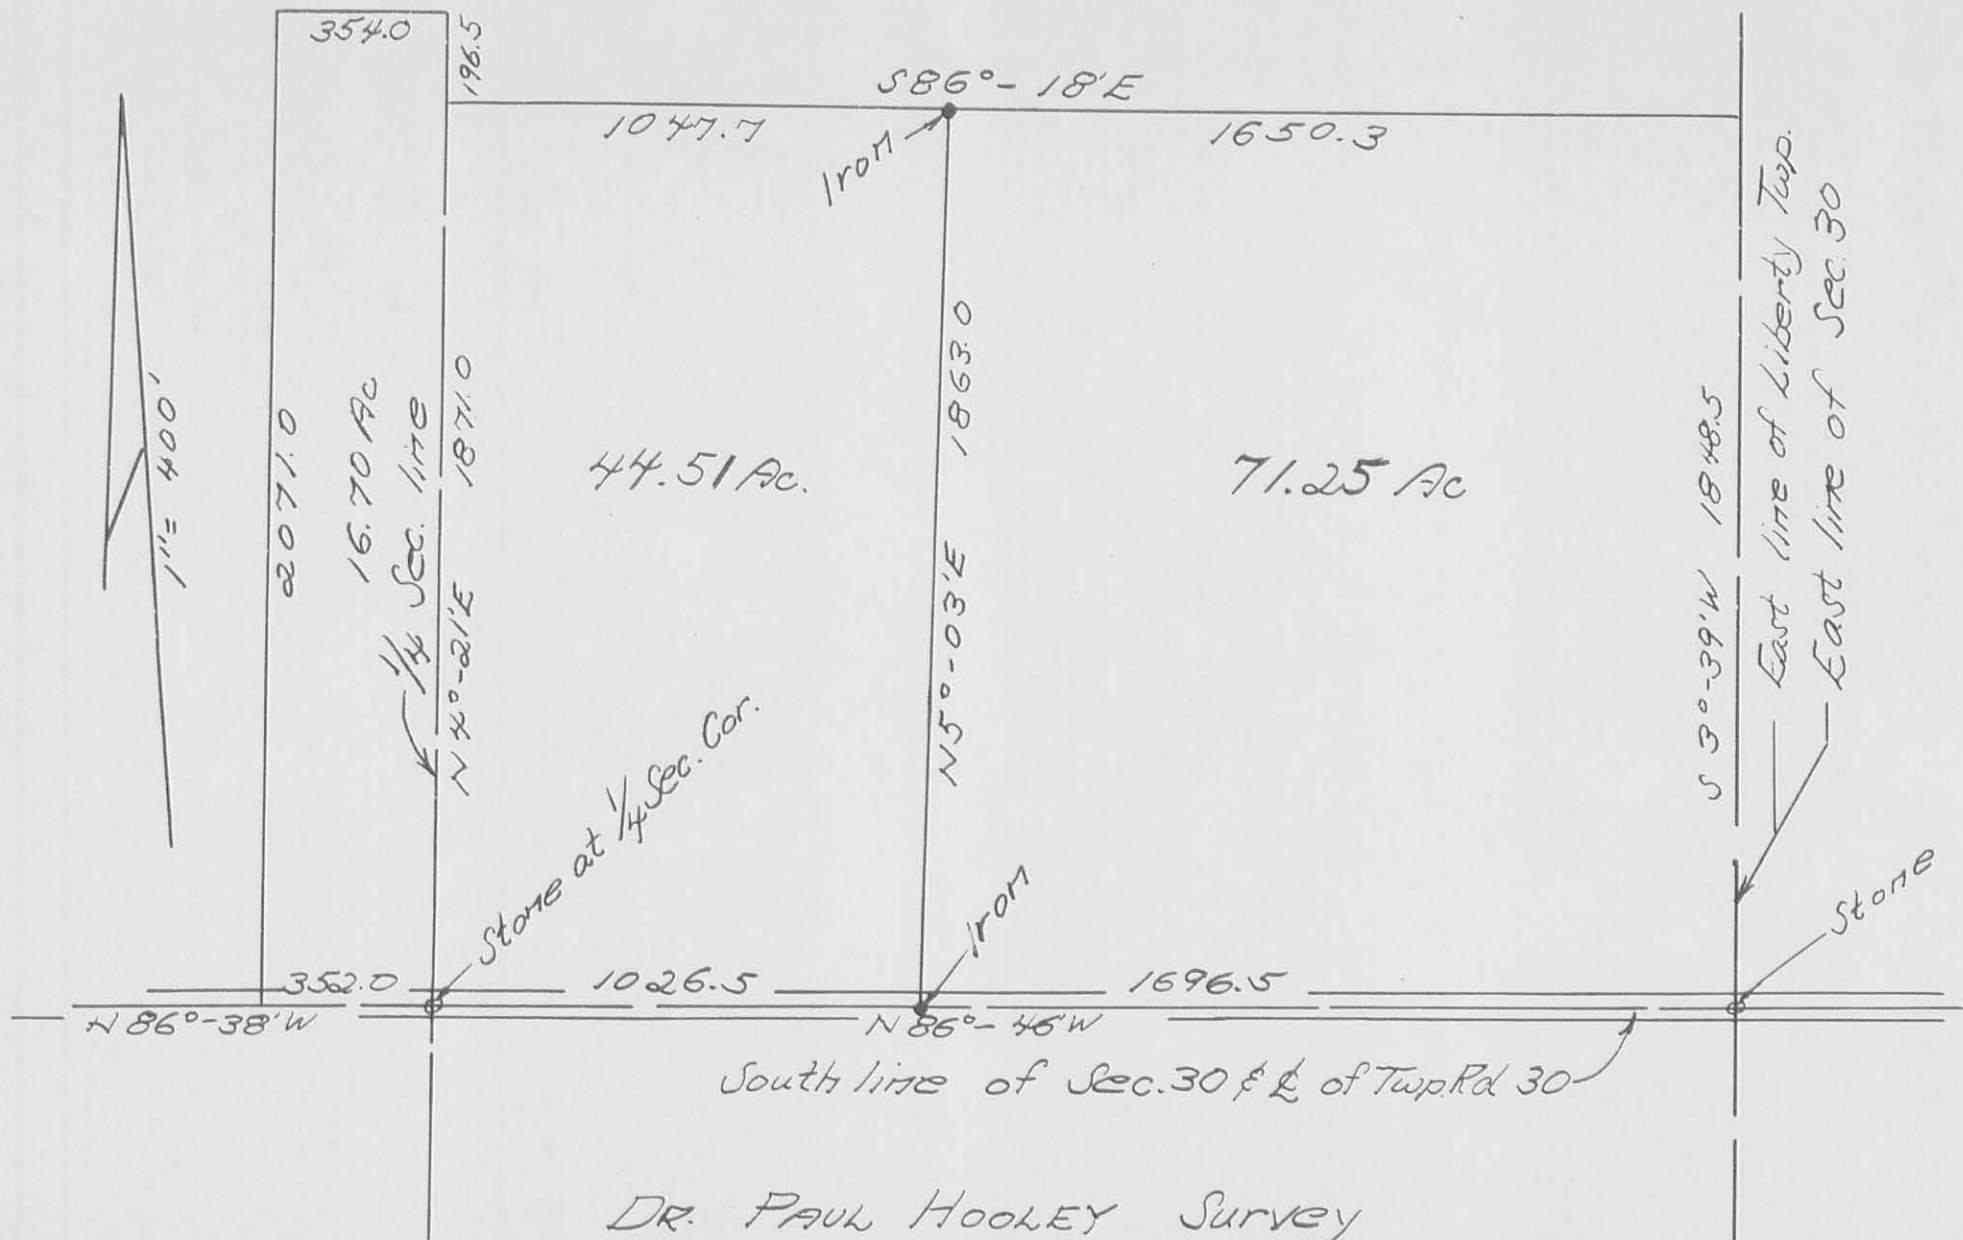 354.0
196.5
S86°-18'E
1047.7
1650.3
Iron
1"= 400'
2071.0
16.70 Ac
1/4 Sec. line
N4°-21'E 1871.0
44.51 Ac.
N5°-03'E 1863.0
71.25 Ac
S 3°-39'W 1848.5
East line of Liberty Twp.
East line of Sec. 30
Stone at 1/4 Sec. Cor.
Iron
Stone
352.0
1026.5
1696.5
N86°-38'W
N86°-46'W
South line of Sec. 30 & ℄ of Twp. Rd 30
DR. PAUL HOOLEY Survey